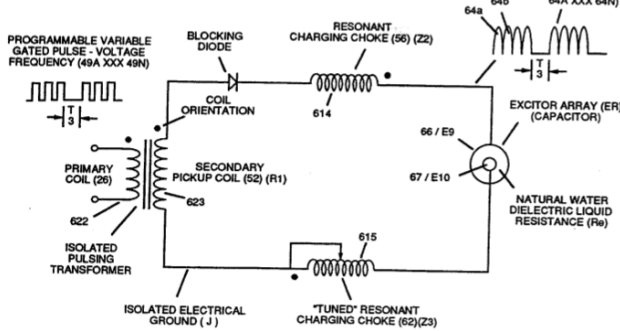 64a
64b
64A XXX 64N)
T
3
RESONANT
CHARGING CHOKE (56) (Z2)
BLOCKING
DIODE
PROGRAMMABLE VARIABLE
GATED PULSE - VOLTAGE
FREQUENCY (49A XXX 49N)
T
3
COIL
ORIENTATION
614
EXCITOR ARRAY (ER)
(CAPACITOR)
66 / E9
67 / E10
PRIMARY
COIL (26)
SECONDARY
PICKUP COIL (52) (R1)
622
623
NATURAL WATER
DIELECTRIC LIQUID
RESISTANCE (Re)
ISOLATED
PULSING
TRANSFORMER
615
ISOLATED ELECTRICAL
GROUND ( J )
"TUNED" RESONANT
CHARGING CHOKE (62)(Z3)